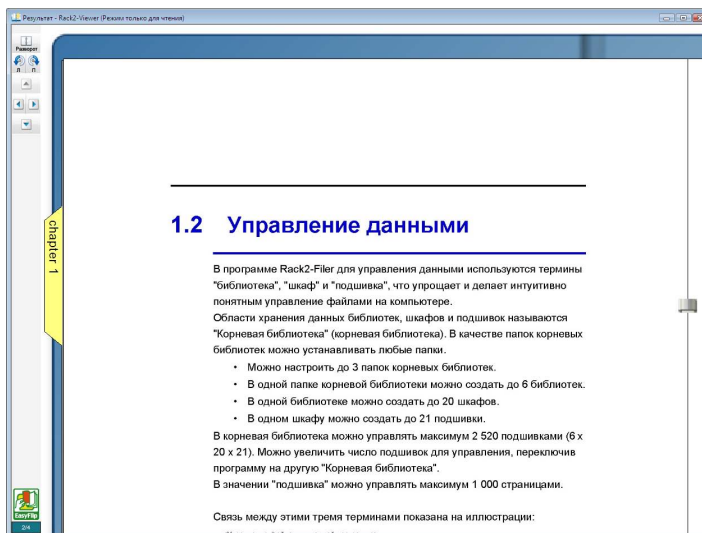 Результат - Rack2-Viewer (Режим только для чтения)
Разворот
Л П
chapter 1
1.2 Управление данными
В программе Rack2-Filer для управления данными используются термины
"библиотека", "шкаф" и "подшивка", что упрощает и делает интуитивно
понятным управление файлами на компьютере.
Области хранения данных библиотек, шкафов и подшивок называются
"Корневая библиотека" (корневая библиотека). В качестве папок корневых
библиотек можно устанавливать любые папки.
• Можно настроить до 3 папок корневых библиотек.
• В одной папке корневой библиотеки можно создать до 6 библиотек.
• В одной библиотеке можно создать до 20 шкафов.
• В одном шкафу можно создать до 21 подшивки.
В корневая библиотека можно управлять максимум 2 520 подшивками (6 x
20 x 21). Можно увеличить число подшивок для управления, переключив
программу на другую "Корневая библиотека".
В значении "подшивка" можно управлять максимум 1 000 страницами.
Связь между этими тремя терминами показана на иллюстрации:
EasyFlip
2/4